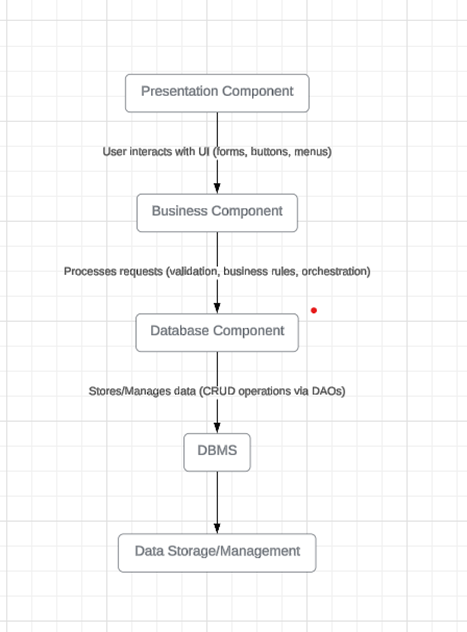 Presentation Component
User interacts with UI (forms, buttons, menus)
Business Component
Processes requests (validation, business rules, orchestration)
Database Component
Stores/Manages data (CRUD operations via DAOs)
DBMS
Data Storage/Management